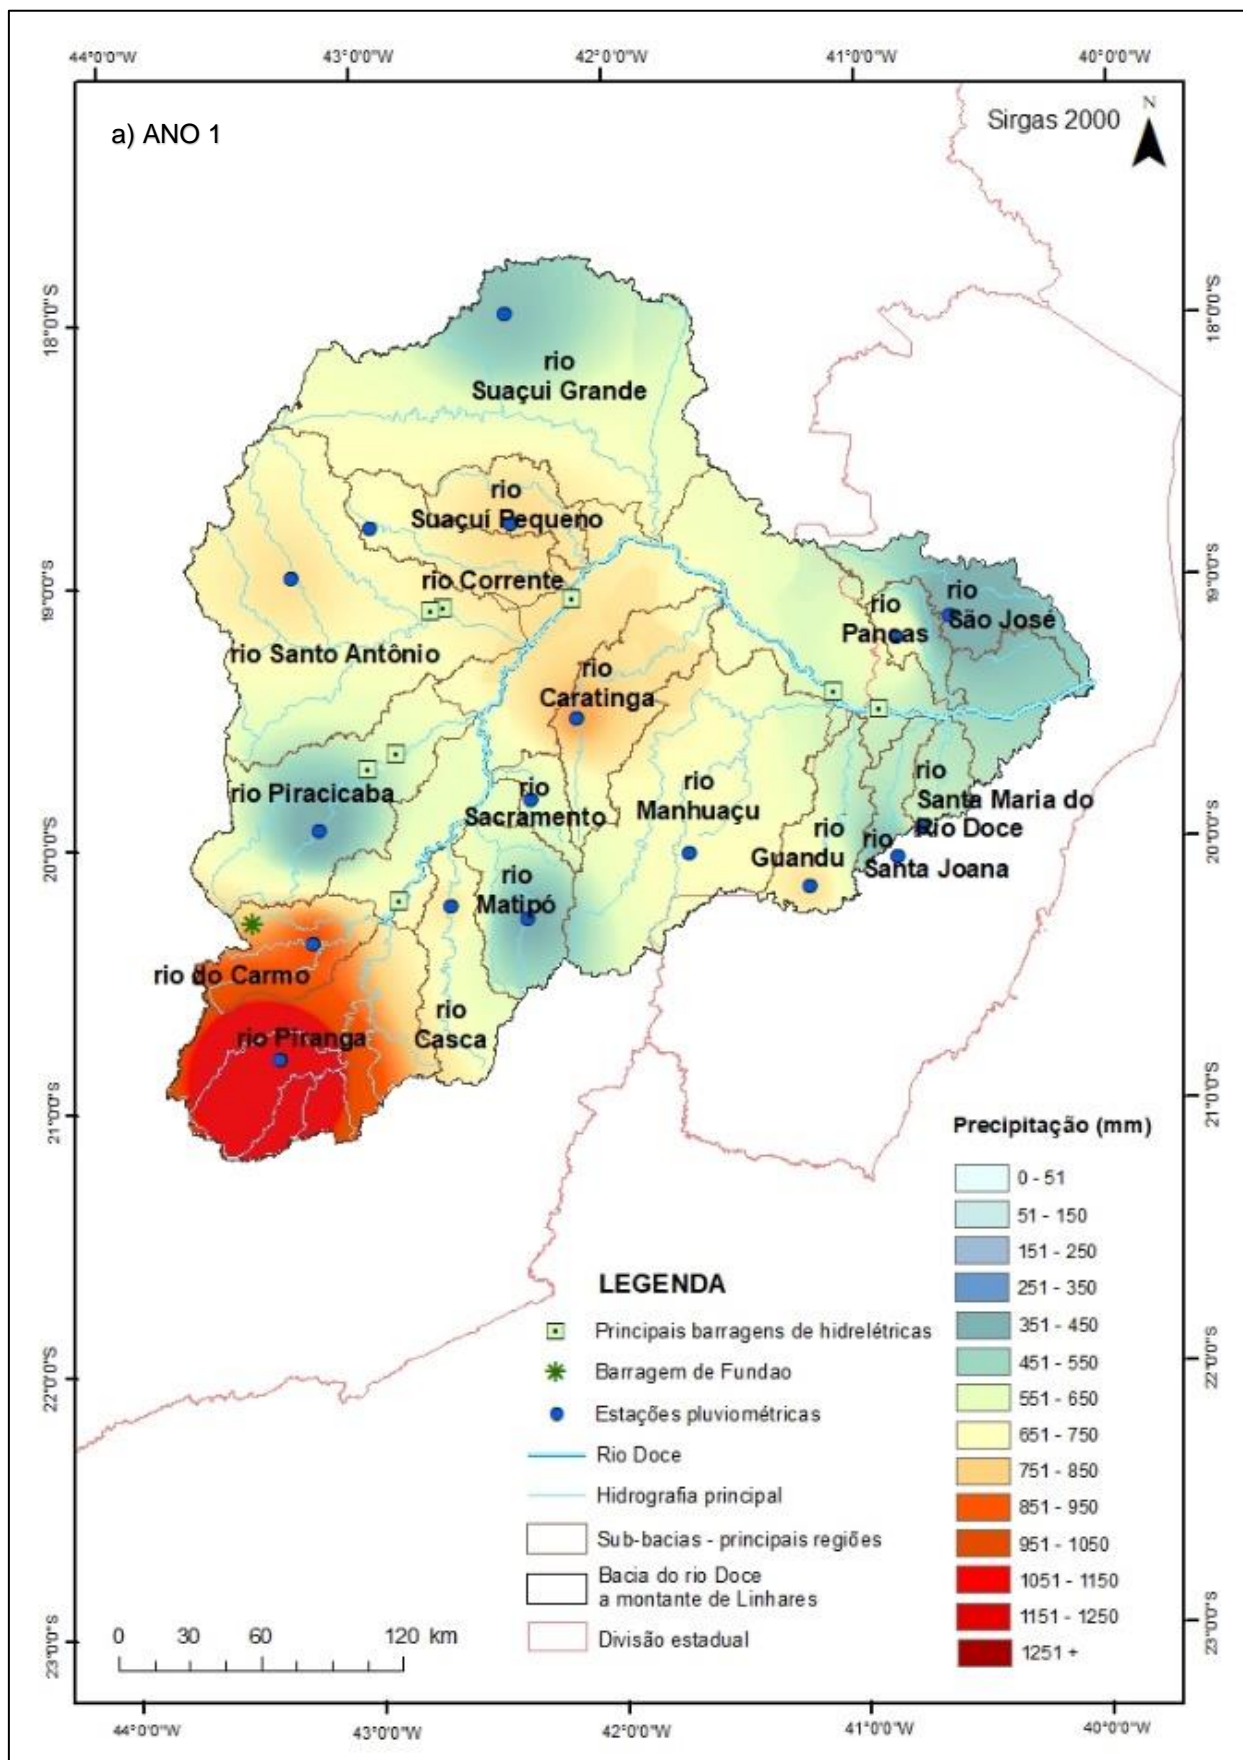 44°0'0"W 43°0'0"W 42°0'0"W 41°0'0"W 40°0'0"W
a) ANO 1
Sirgas 2000
N
18°0'0"S
18°0'0"S
rio
Suaçui Grande
rio
Suaçuí Pequeno
rio Corrente
19°0'0"S
19°0'0"S
rio
São José
rio
Pancas
rio Santo Antônio
rio
Caratinga
rio Piracicaba
rio
Sacramento
rio
Manhuaçu
rio
Santa Maria do
Rio Doce
rio
Guandu
rio
Santa Joana
20°0'0"S
20°0'0"S
rio
Matipó
rio do Carmo
rio
Casca
rio Piranga
21°0'0"S
21°0'0"S
Precipitação (mm)
0 - 51
51 - 150
151 - 250
251 - 350
351 - 450
451 - 550
551 - 650
651 - 750
751 - 850
851 - 950
951 - 1050
1051 - 1150
1151 - 1250
1251 +
LEGENDA
Principais barragens de hidrelétricas
Barragem de Fundao
Estações pluviométricas
Rio Doce
Hidrografia principal
Sub-bacias - principais regiões
Bacia do rio Doce
a montante de Linhares
Divisão estadual
22°0'0"S
22°0'0"S
0 30 60 120 km
23°0'0"S
23°0'0"S
44°0'0"W 43°0'0"W 42°0'0"W 41°0'0"W 40°0'0"W